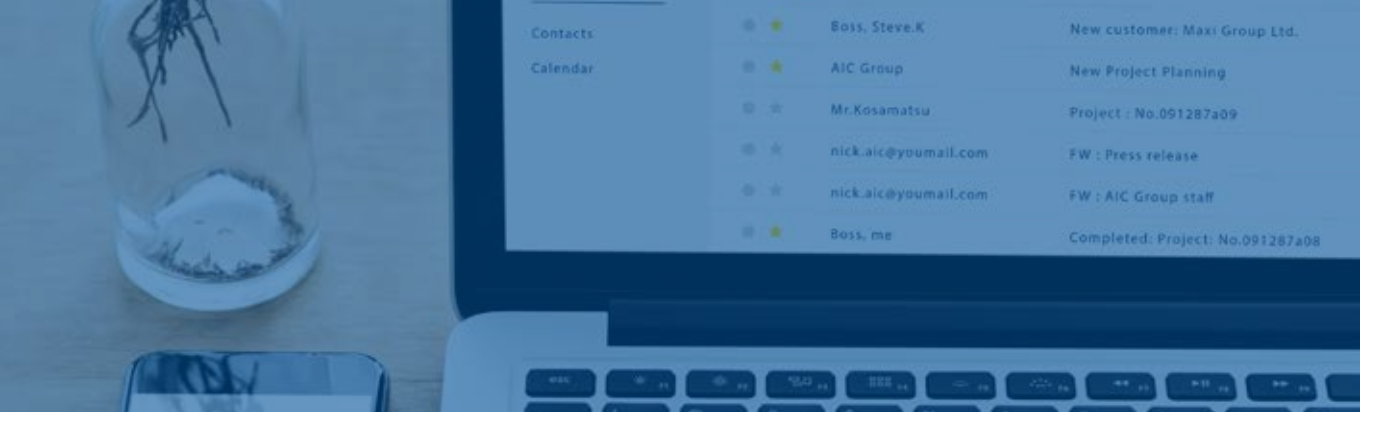 Contacts
Calendar
Boss, Steve.K New customer: Maxi Group Ltd.
AIC Group New Project Planning
Mr.Kosamatsu Project : No.091287a09
nick.aic@youmail.com FW : Press release
nick.aic@youmail.com FW : AIC Group staff
Boss, me Completed: Project: No.091287a08
esc